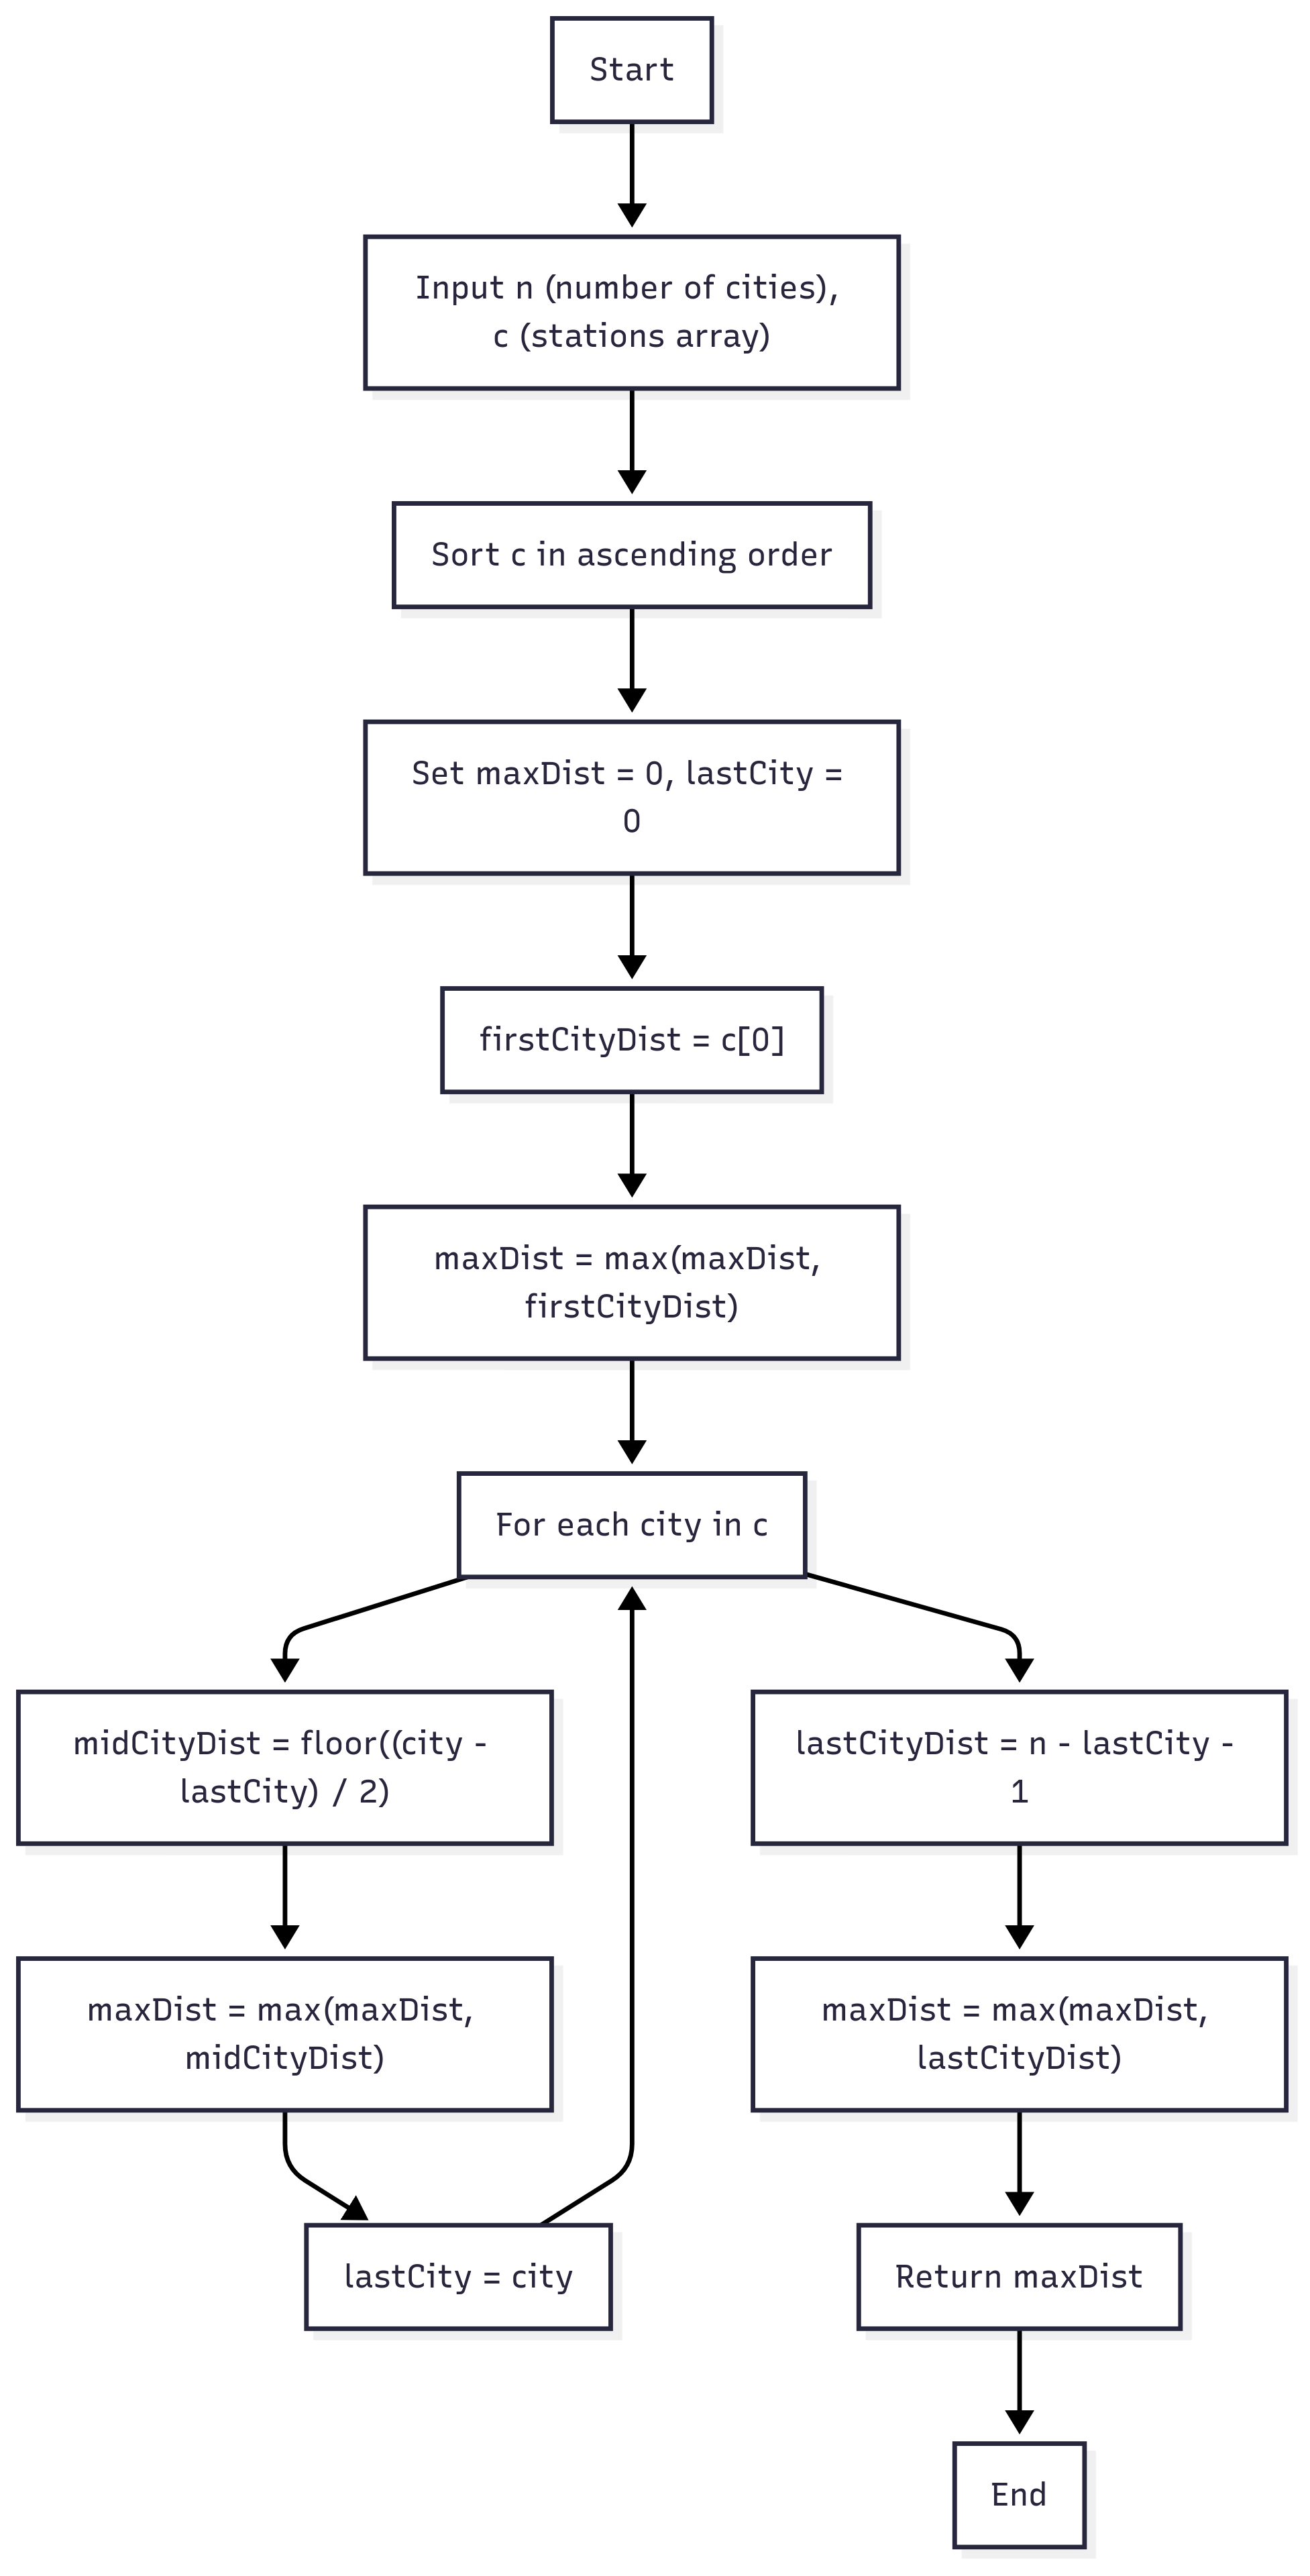 Start
Input n (number of cities),
c (stations array)
Sort c in ascending order
Set maxDist = 0, lastCity =
0
firstCityDist = c[0]
maxDist = max(maxDist,
firstCityDist)
For each city in c
midCityDist = floor((city -
lastCity) / 2)
maxDist = max(maxDist,
midCityDist)
lastCity = city
lastCityDist = n - lastCity -
1
maxDist = max(maxDist,
lastCityDist)
Return maxDist
End